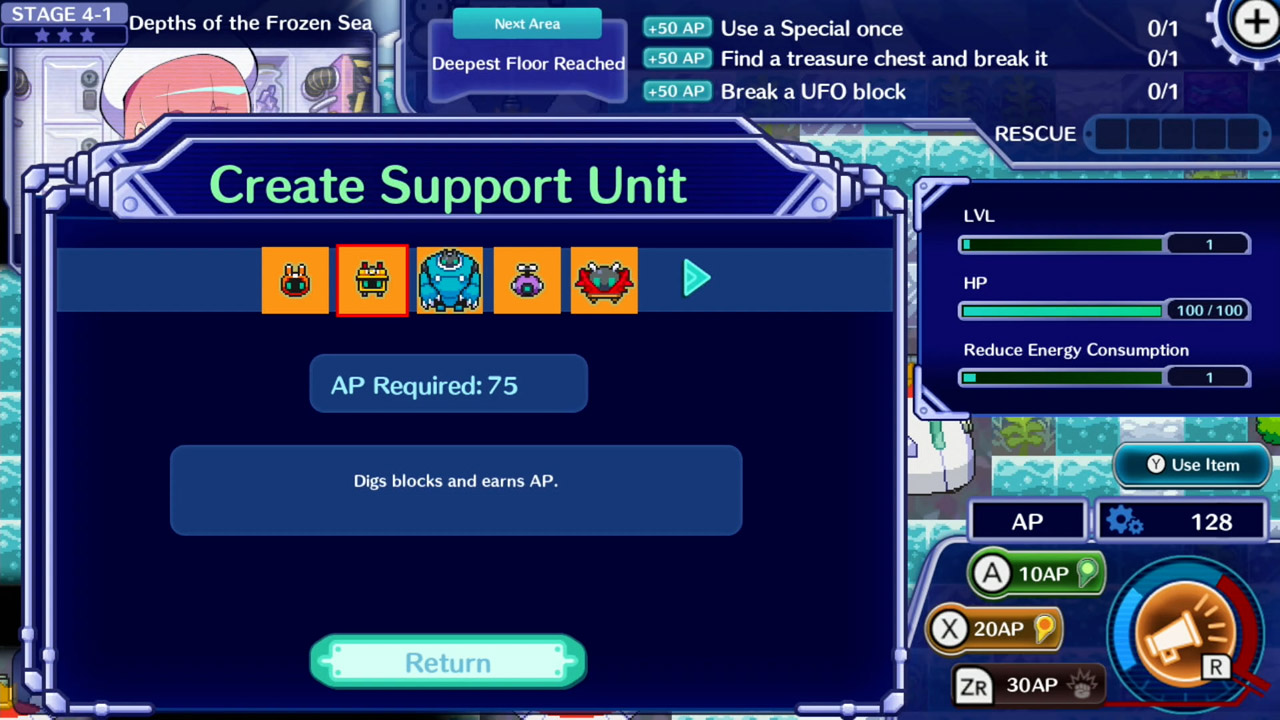 STAGE 4-1
Depths of the Frozen Sea
Next Area
Deepest Floor Reached
+50 AP Use a Special once 0/1
+50 AP Find a treasure chest and break it 0/1
+50 AP Break a UFO block 0/1
RESCUE
Create Support Unit
AP Required: 75
Digs blocks and earns AP.
Return
LVL
1
HP
100 / 100
Reduce Energy Consumption
1
Y Use Item
AP 128
A 10AP
X 20AP
ZR 30AP
R